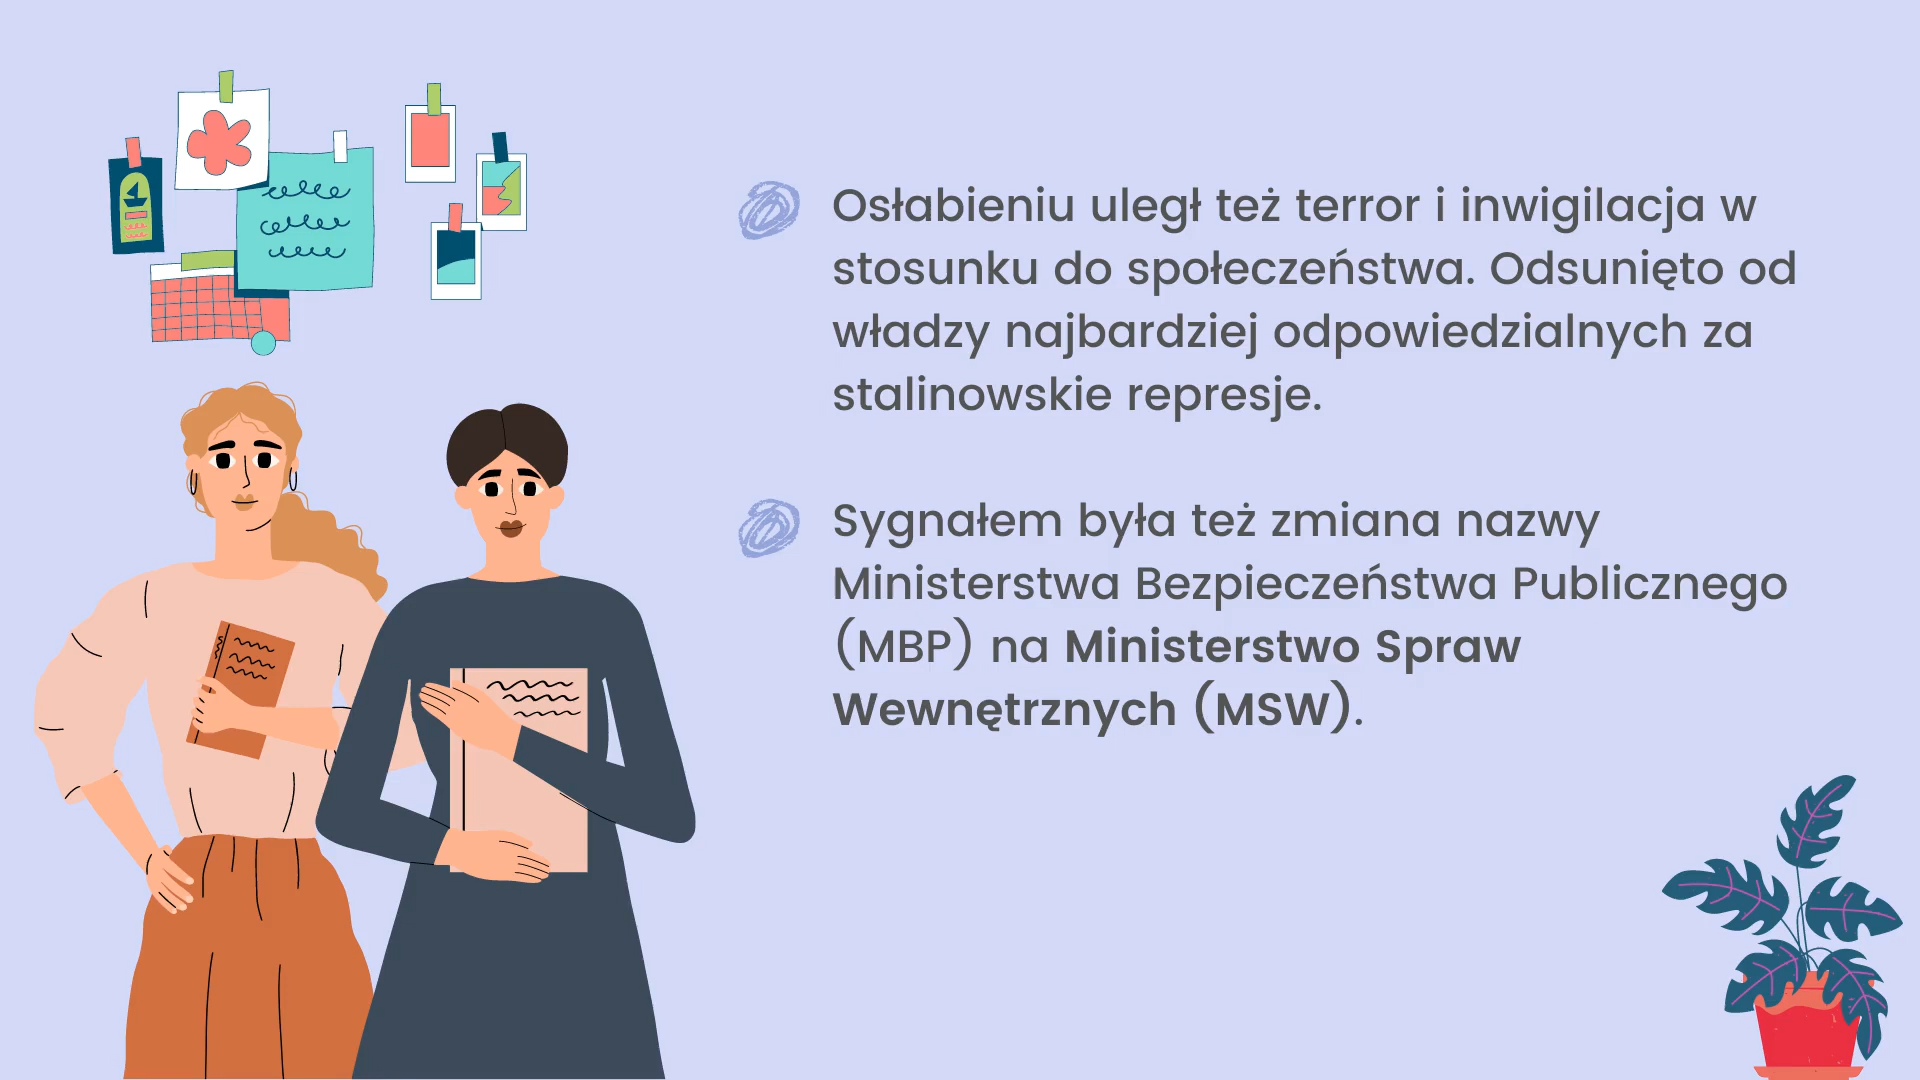 Osłabieniu uległ też terror i inwigilacja w
stosunku do społeczeństwa. Odsunięto od
władzy najbardziej odpowiedzialnych za
stalinowskie represje.
Sygnałem była też zmiana nazwy
Ministerstwa Bezpieczeństwa Publicznego
(MBP) na Ministerstwo Spraw
Wewnętrznych (MSW).